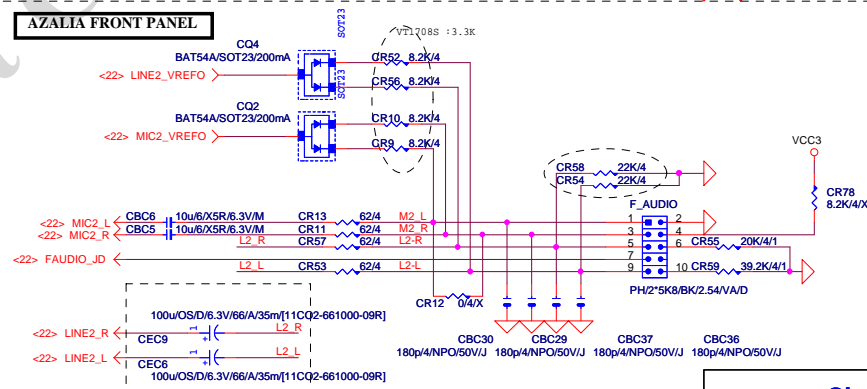 AZALIA FRONT PANEL
SOT23
VT1708S :3.3K
CQ4
BAT54A/SOT23/200mA
CR52 8.2K/4
<22> LINE2_VREFO
SOT23
CR56 8.2K/4
CQ2
BAT54A/SOT23/200mA
CR10 8.2K/4
<22> MIC2_VREFO
CR9 8.2K/4
VCC3
CR58 22K/4
CR54 22K/4
CR78
8.2K/4/X
F_AUDIO
<22> MIC2_L CBC6 10u/6/X5R/6.3V/M CR13 62/4 M2_L 1 2
<22> MIC2_R CBC5 10u/6/X5R/6.3V/M CR11 62/4 M2_R 3 4
L2_R CR57 62/4 L2-R 5 6 CR55 20K/4/1
<22> FAUDIO_JD 7
L2_L CR53 62/4 L2-L 9 10 CR59 39.2K/4/1
PH/2*5K8/BK/2.54/VA/D
CR12 0/4/X
100u/OS/D/6.3V/66/A/35m/[11CQ2-661000-09R]
<22> LINE2_R 1 + L2_R
CEC9
<22> LINE2_L 1 + L2_L
CEC6
100u/OS/D/6.3V/66/A/35m/[11CQ2-661000-09R]
CBC30 CBC29 CBC37 CBC36
180p/4/NPO/50V/J 180p/4/NPO/50V/J 180p/4/NPO/50V/J 180p/4/NPO/50V/J